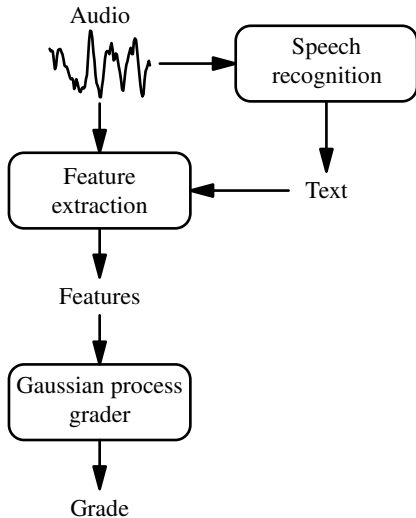 Audio
Speech
recognition
Feature
extraction
Text
Features
Gaussian process
grader
Grade